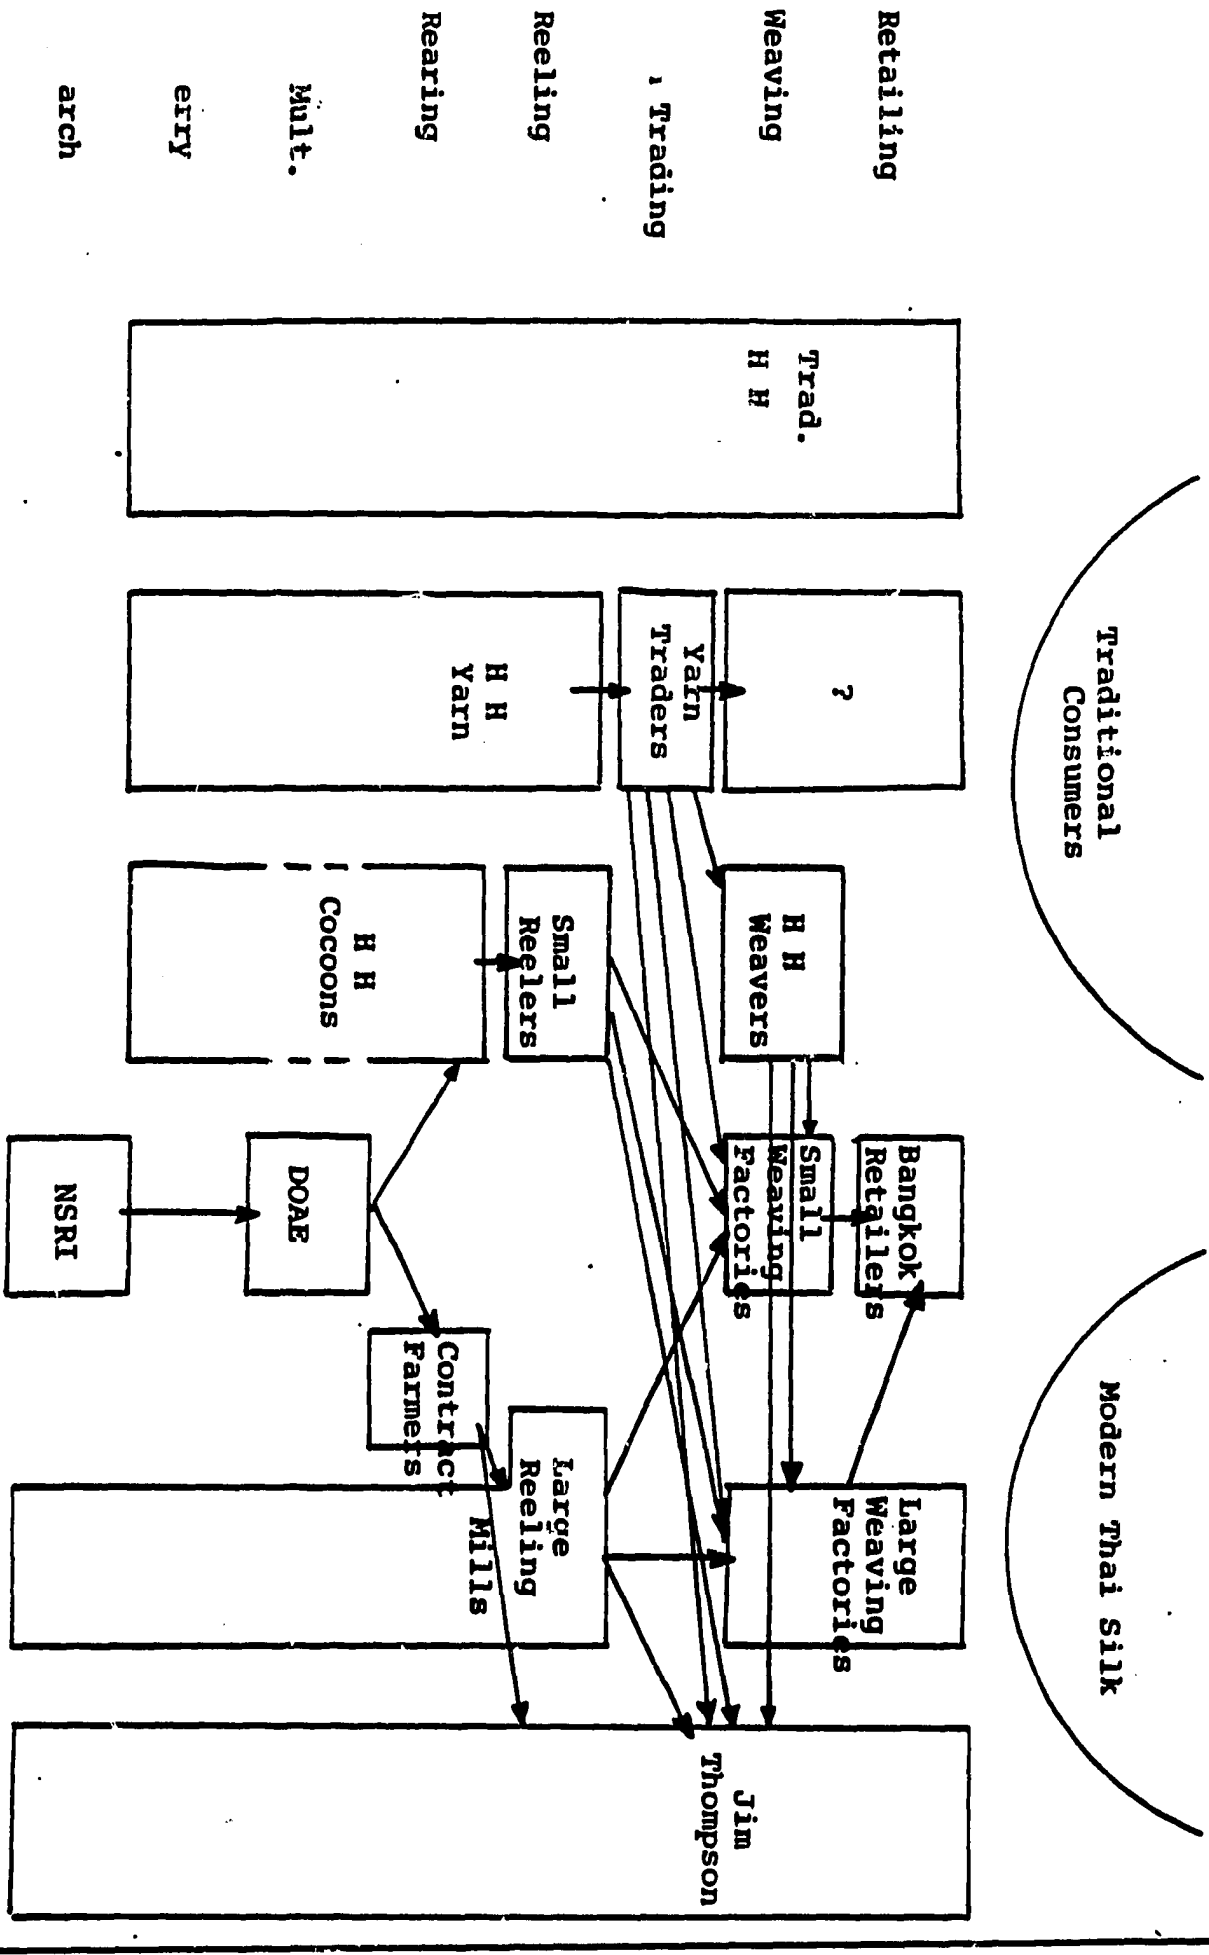 Traditional
Consumers
Modern Thai Silk
Retailing
Weaving
Trading
Reeling
Rearing
Mult.
erry
arch
Trad.
H H
?
Yarn
Traders
H H
Yarn
H H
Weavers
Small
Reelers
H H
Cocoons
Bangkok
Retailers
Small
Weaving
Factories
DOAE
NSRI
Large
Weaving
Factories
Large
Reeling
Mills
Contract
Farmers
Jim
Thompson